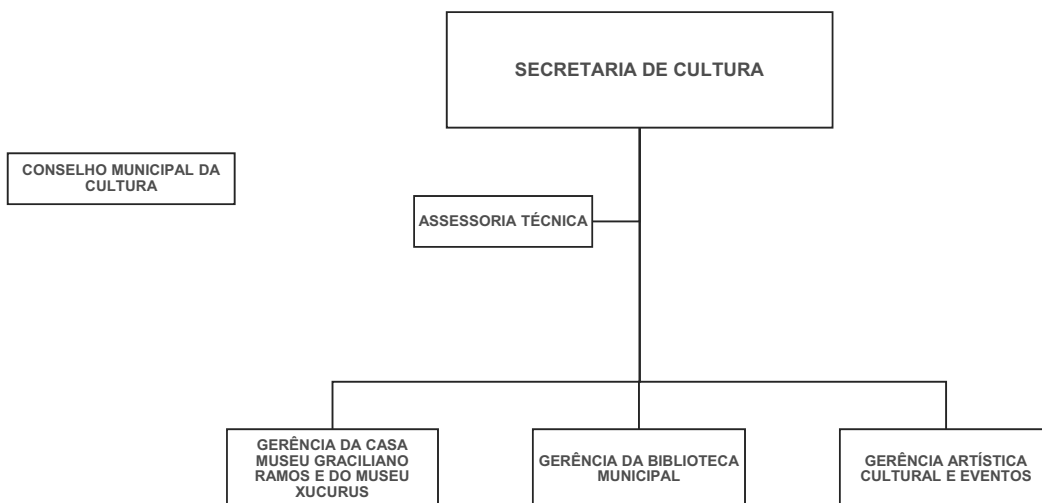 SECRETARIA DE CULTURA
CONSELHO MUNICIPAL DA
CULTURA
ASSESSORIA TÉCNICA
GERÊNCIA DA CASA
MUSEU GRACILIANO
RAMOS E DO MUSEU
XUCURUS
GERÊNCIA DA BIBLIOTECA
MUNICIPAL
GERÊNCIA ARTÍSTICA
CULTURAL E EVENTOS